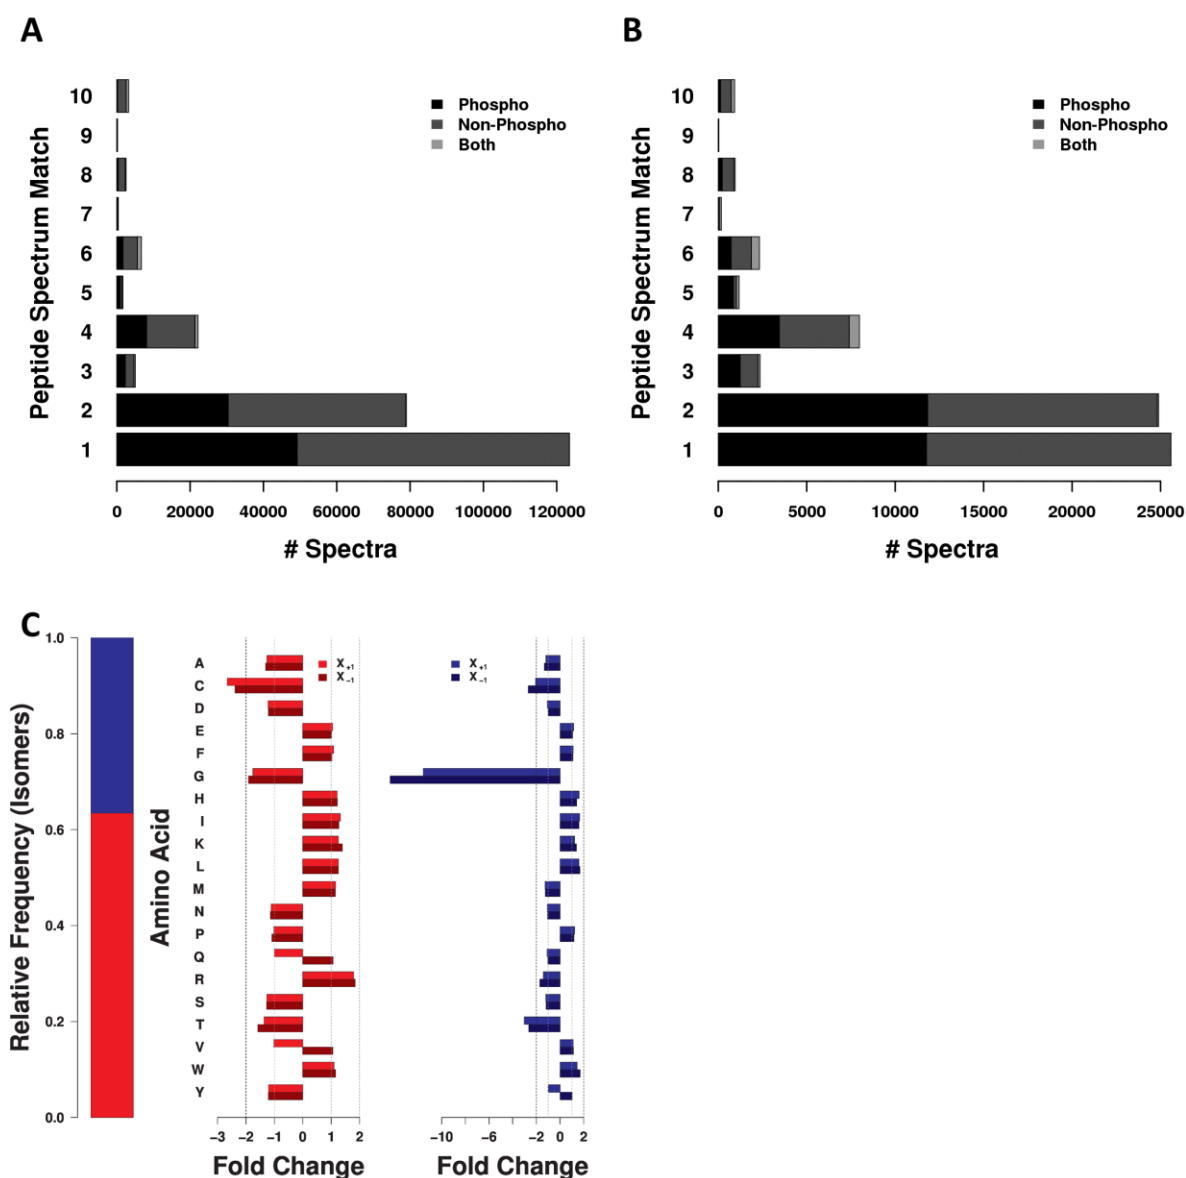 A
Peptide Spectrum Match
10
9
8
7
6
5
4
3
2
1
Phospho
Non-Phospho
Both
0 20000 40000 60000 80000 100000 120000
# Spectra
B
Peptide Spectrum Match
10
9
8
7
6
5
4
3
2
1
Phospho
Non-Phospho
Both
0 5000 10000 15000 20000 25000
# Spectra
C
Relative Frequency (Isomers)
1.0
0.8
0.6
0.4
0.2
0.0
Amino Acid
A
C
D
E
F
G
H
I
K
L
M
N
P
Q
R
S
T
V
W
Y
X+1
X−1
−3 −2 −1 0 1 2
Fold Change
X+1
X−1
−10 −6 −2 0 2
Fold Change